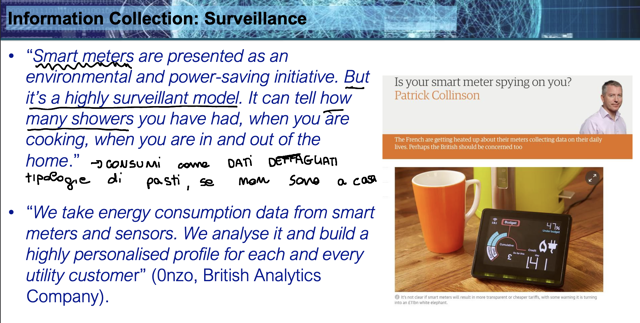 Information Collection: Surveillance
• “Smart meters are presented as an
environmental and power-saving initiative. But
it's a highly surveillant model. It can tell how
many showers you have had, when you are
cooking, when you are in and out of the
home.” → CONSUMI come DATI DETTAGLIATI
tipologie di pasti, se non sono a casa
• “We take energy consumption data from smart
meters and sensors. We analyse it and build a
highly personalised profile for each and every
utility customer” (0nzo, British Analytics
Company).
Is your smart meter spying on you?
Patrick Collinson
The French are getting heated up about their meters collecting data on their daily
lives. Perhaps the British should be concerned too
Budget
47
£
1.41
It's not clear if smart meters will result in more transparent or cheaper tariffs, with some warning it is turning
into an £11bn white elephant.